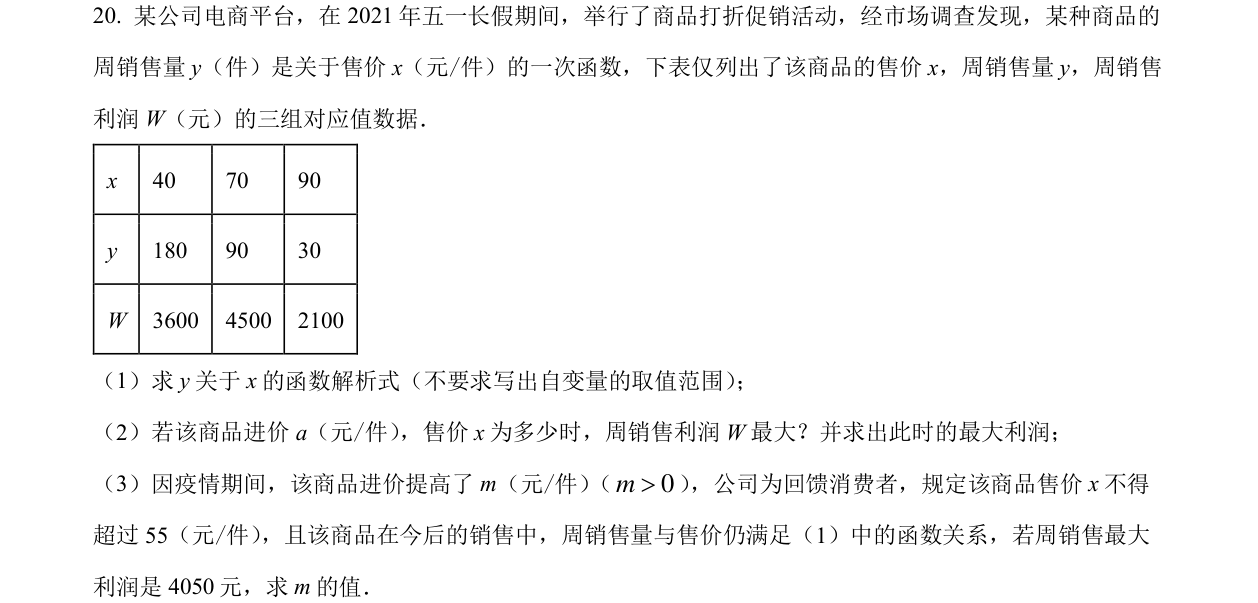 20. 某公司电商平台，在 2021 年五一长假期间，举行了商品打折促销活动，经市场调查发现，某种商品的
周销售量 y（件）是关于售价 x（元/件）的一次函数，下表仅列出了该商品的售价 x，周销售量 y，周销售
利润 W（元）的三组对应值数据．
x 40 70 90
y 180 90 30
W 3600 4500 2100
（1）求 y 关于 x 的函数解析式（不要求写出自变量的取值范围）；
（2）若该商品进价 a（元/件），售价 x 为多少时，周销售利润 W 最大？并求出此时的最大利润；
（3）因疫情期间，该商品进价提高了 m（元/件）（m＞0），公司为回馈消费者，规定该商品售价 x 不得
超过 55（元/件），且该商品在今后的销售中，周销售量与售价仍满足（1）中的函数关系，若周销售最大
利润是 4050 元，求 m 的值．